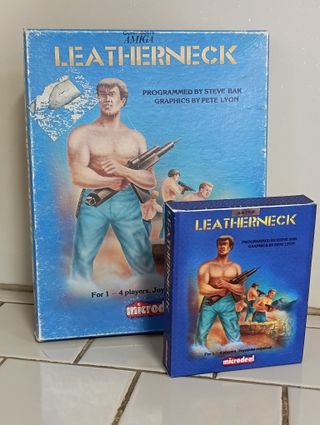 AMIGA
LEATHERNECK
PROGRAMMED BY STEVE BAK
GRAPHICS BY PETE LYON
For 1 - 4 players. Joy
microdeal
LEATHERNECK
PROGRAMMED BY STEVE BAK
GRAPHICS BY PETE LYON
microdeal